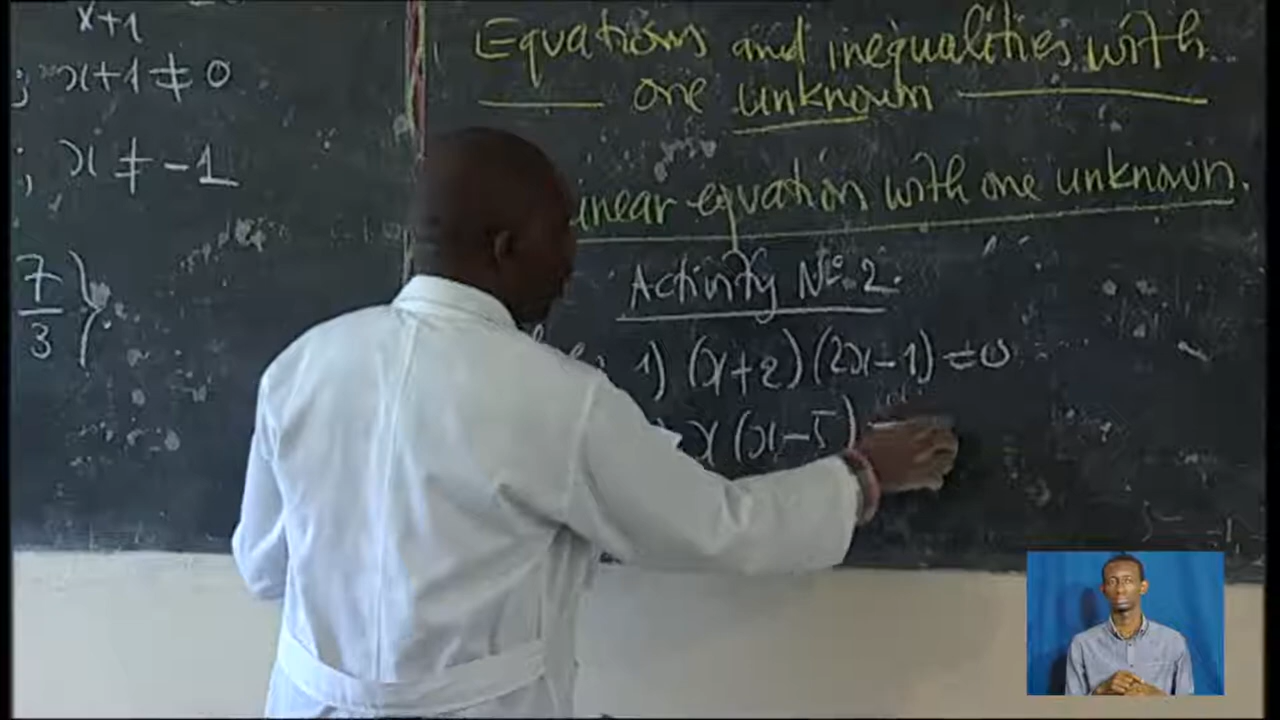 x+1
; x+1≠0
; x≠-1
7
3
Equations and inequalities with
one unknown
inear equation with one unknown.
Activity Nº 2.
1) (x+2)(2x-1)=0
x(x-5)